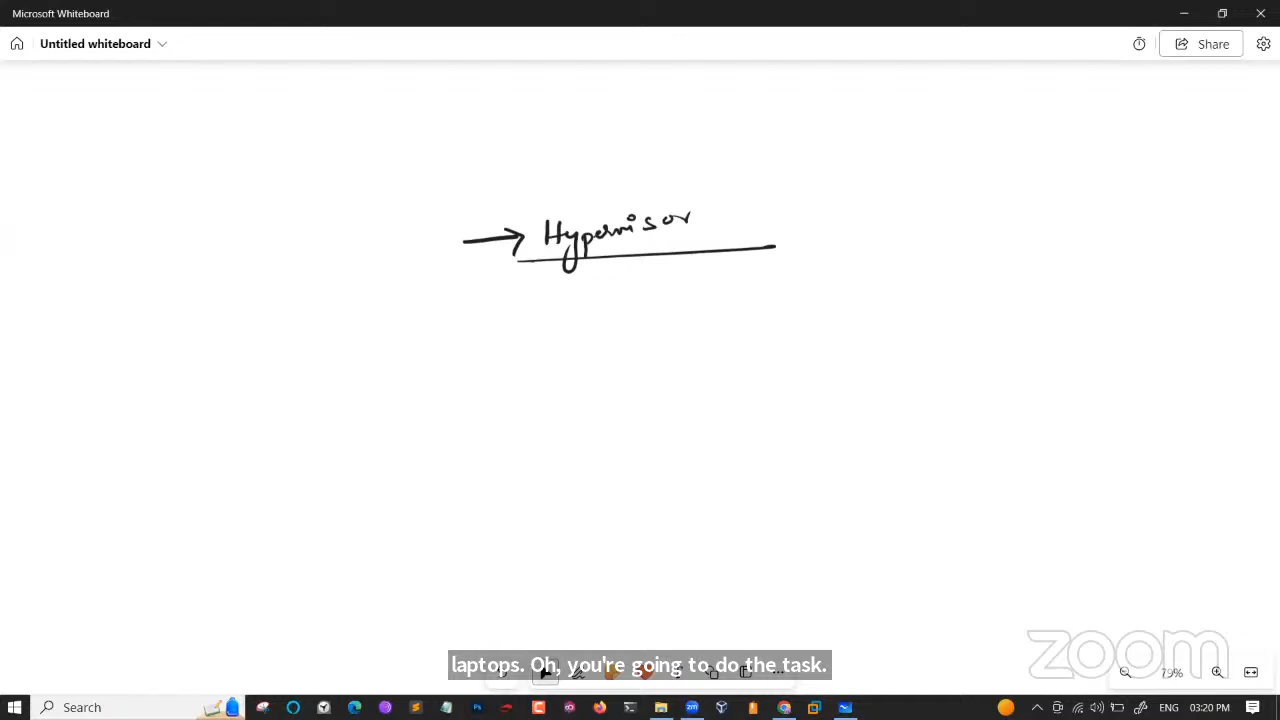 Microsoft Whiteboard
Untitled whiteboard
Share
→ Hypervisor
zoom
laptops. Oh, you're going to do the task.
79%
Search
ENG
03:20 PM